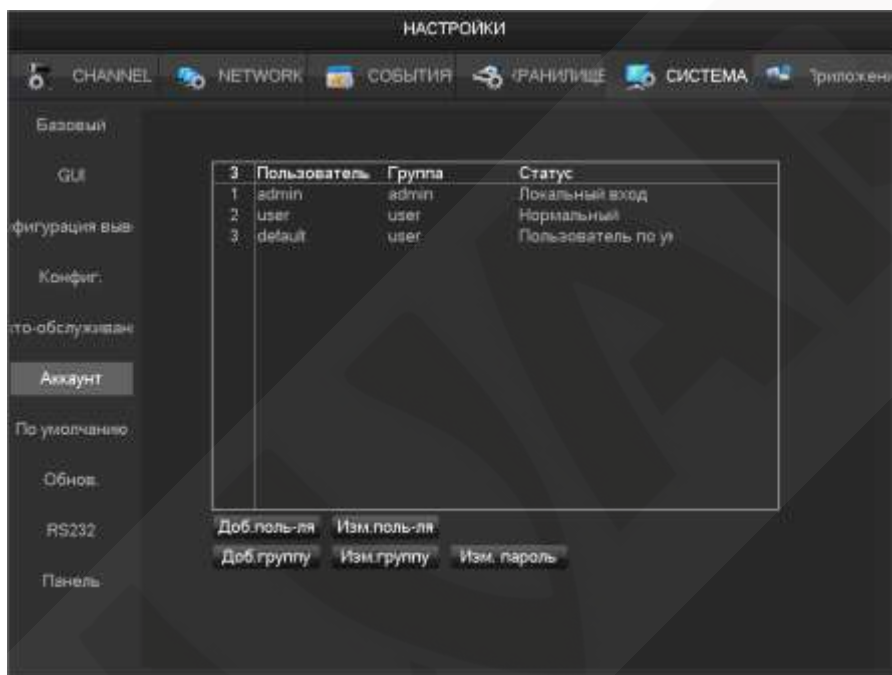 НАСТРОЙКИ
CHANNEL NETWORK СОБЫТИЯ ХРАНИЛИЩЕ СИСТЕМА Приложени
Базовый
GUI
фигурация выв
Конфиг.
то-обслуживан
Аккаунт
По умолчанию
Обнов.
RS232
Панель
3 Пользователь Группа Статус
1 admin admin Локальный вход
2 user user Нормальный
3 default user Пользователь по у
Доб.поль-ля Изм.поль-ля
Доб.группу Изм.группу Изм. пароль